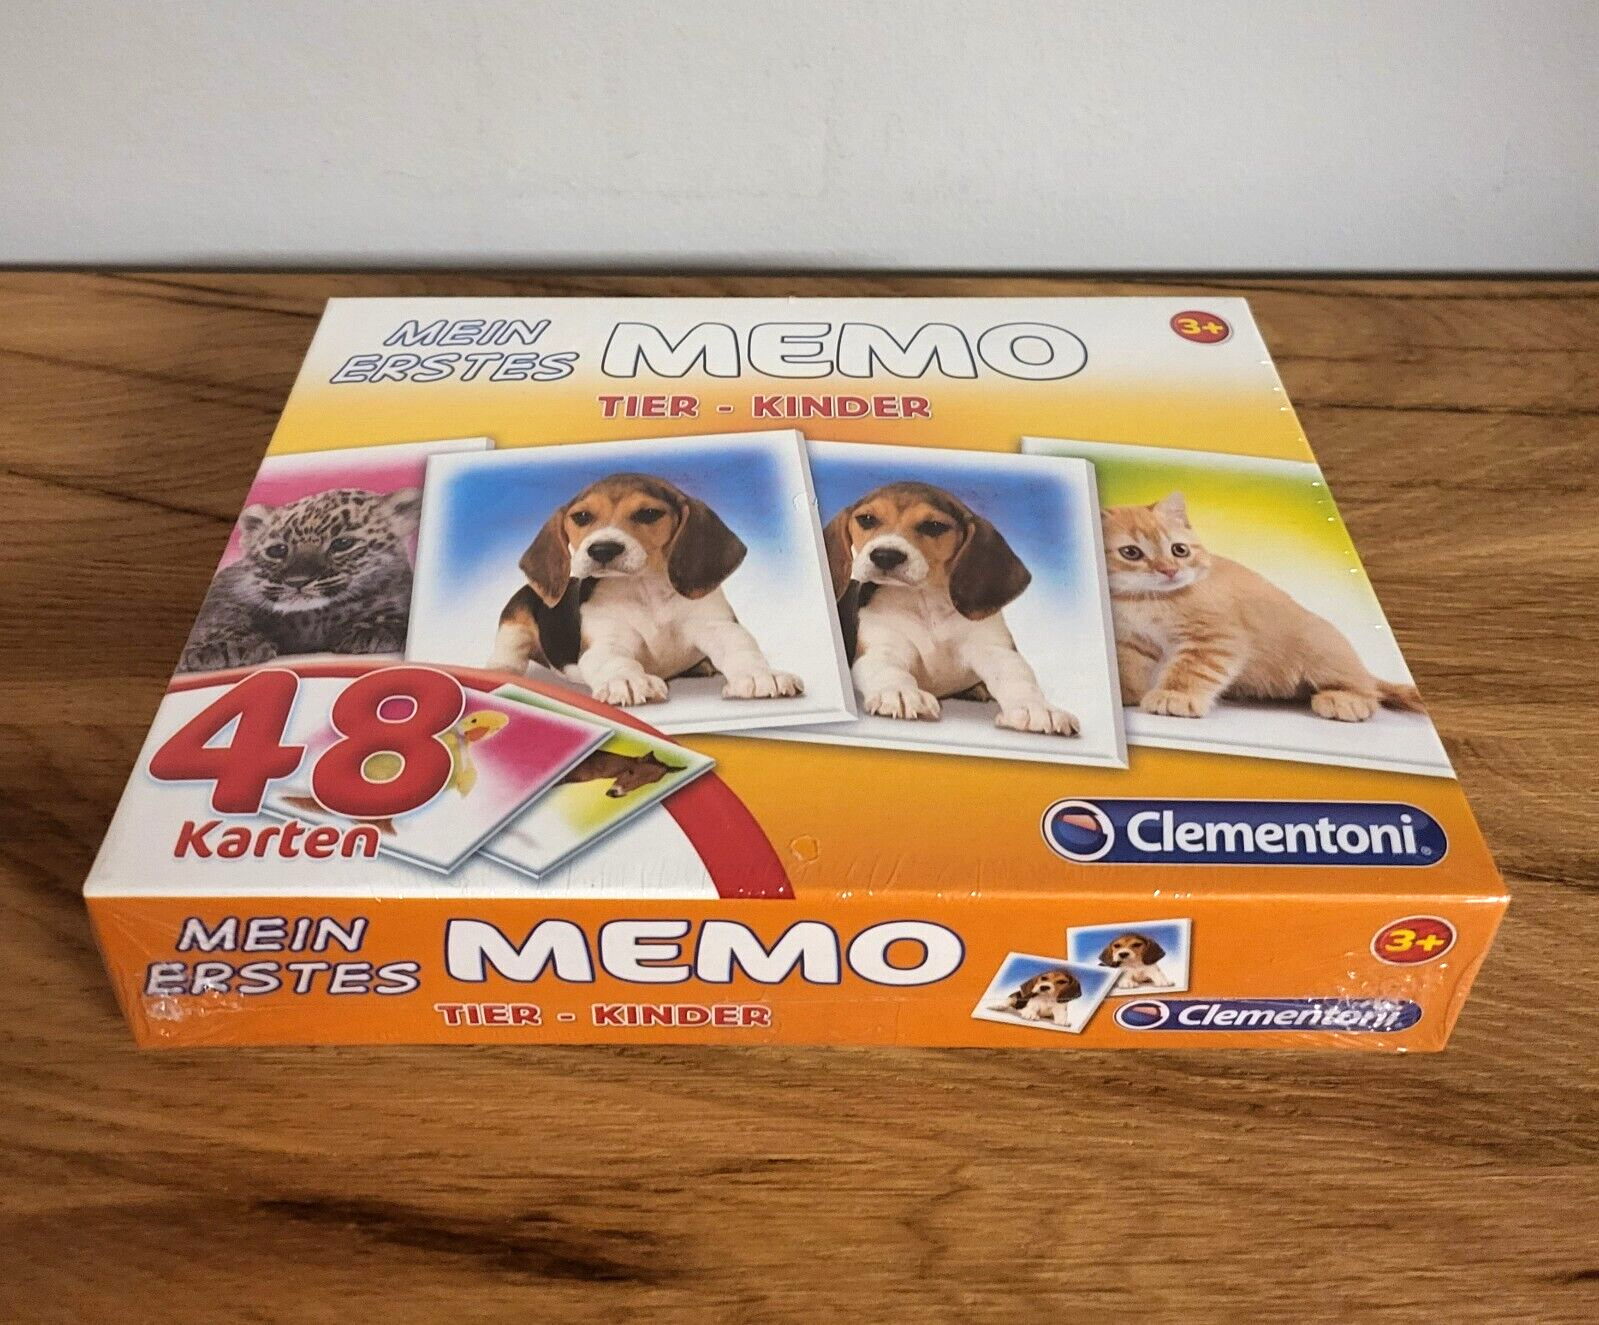 MEIN
ERSTES
MEMO
3+
TIER - KINDER
48
Karten
Clementoni®
MEIN
ERSTES
MEMO
3+
TIER - KINDER
Clementoni